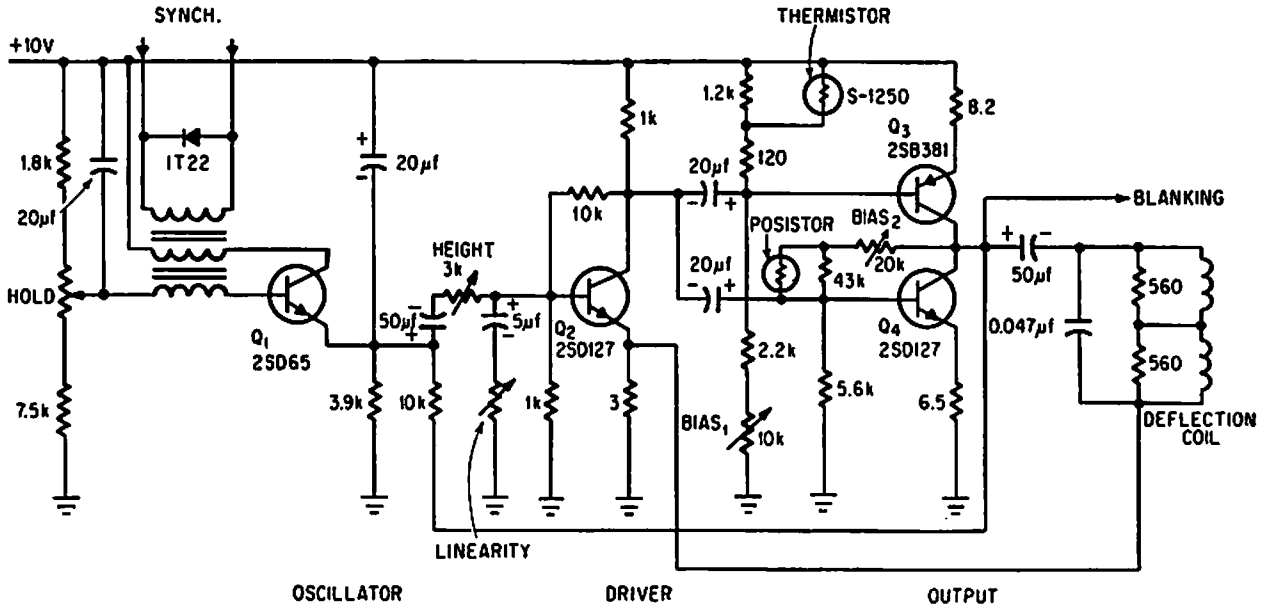 SYNCH.
THERMISTOR
+10V
1.2k
S-1250
8.2
1k
Q3
2SB381
1.8k
1T22
+
20µf
-
120
20µf
- +
20µf
10k
BLANKING
POSISTOR
BIAS2
+ -
HEIGHT
3k
20k
50µf
20µf
- +
43k
560
HOLD
-
50µf
+
+
5µf
-
Q1
2SD65
Q2
2SD127
Q4
2SD127
0.047µf
2.2k
560
7.5k
3.9k
10k
1k
3
BIAS1
10k
5.6k
6.5
DEFLECTION
COIL
LINEARITY
OSCILLATOR
DRIVER
OUTPUT